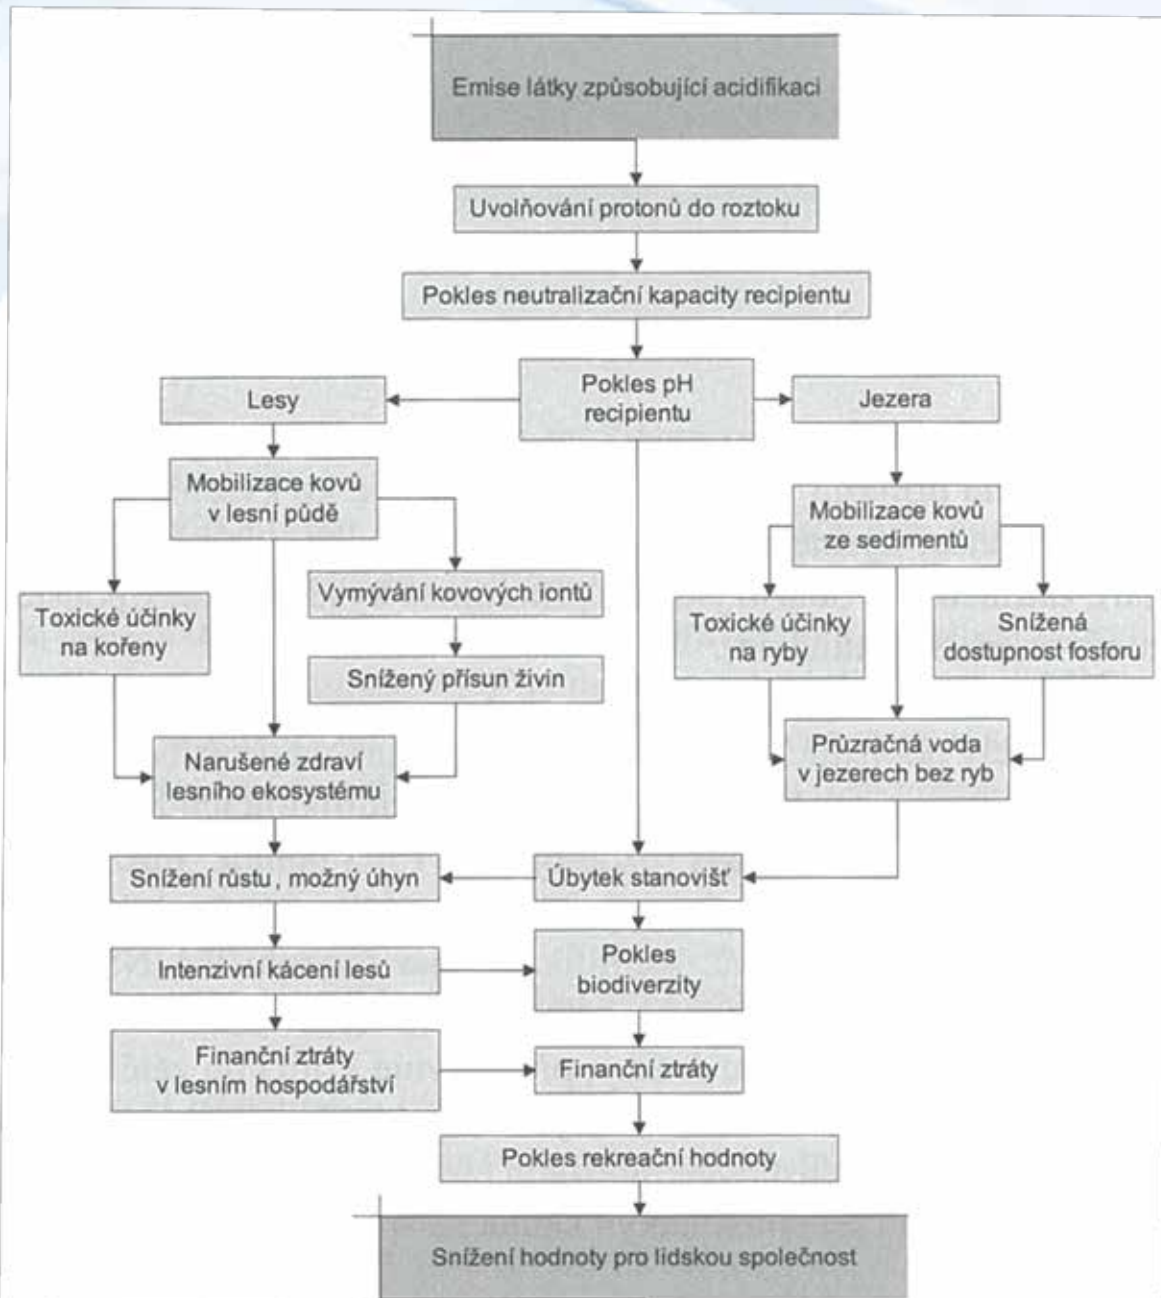 Emise látky způsobující acidifikaci
Uvolňování protonů do roztoku
Pokles neutralizační kapacity recipientu
Pokles pH
recipientu
Lesy
Jezera
Mobilizace kovů
v lesní půdě
Mobilizace kovů
ze sedimentů
Vymývání kovových iontů
Toxické účinky
na kořeny
Toxické účinky
na ryby
Snížená
dostupnost fosforu
Snížený přísun živin
Narušené zdraví
lesního ekosystému
Průzračná voda
v jezerech bez ryb
Snížení růstu, možný úhyn
Úbytek stanovišť
Intenzivní kácení lesů
Pokles
biodiverzity
Finanční ztráty
v lesním hospodářství
Finanční ztráty
Pokles rekreační hodnoty
Snížení hodnoty pro lidskou společnost